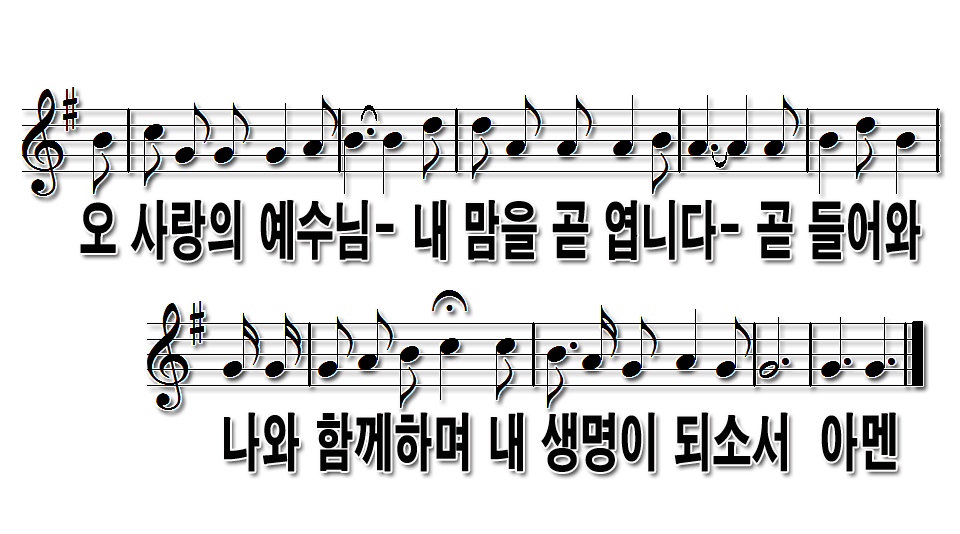 오 사랑의 예수님- 내 맘을 곧 엽니다- 곧 들어와
나와 함께하며 내 생명이 되소서 아멘